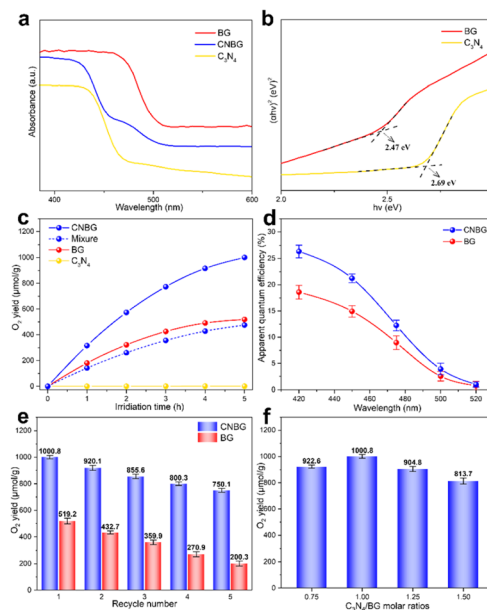 a
BG
CNBG
C₃N₄
Absorbance (a.u.)
400 450 500 550 600
Wavelength (nm)
b
BG
C₃N₄
(αhv)² (eV)²
2.47 eV
2.69 eV
2.0 2.5
hv (eV)
c
CNBG
Mixure
BG
C₃N₄
O₂ yield (μmol/g)
1200
1000
800
600
400
200
0
0 1 2 3 4 5
Irridiation time (h)
d
CNBG
BG
Apparent quantum efficiency (%)
35
30
25
20
15
10
5
0
420 440 460 480 500 520
Wavelength (nm)
e
CNBG
BG
O₂ yield (μmol/g)
1200
1000
800
600
400
200
0
1000.8 920.1 855.6 800.3 750.1
519.2 432.7 359.9 270.9 200.3
1 2 3 4 5
Recycle number
f
O₂ yield (μmol/g)
1200
1000
800
600
400
200
0
922.6 1000.8 904.8 813.7
0.75 1.00 1.25 1.50
C₃N₄/BG molar ratios